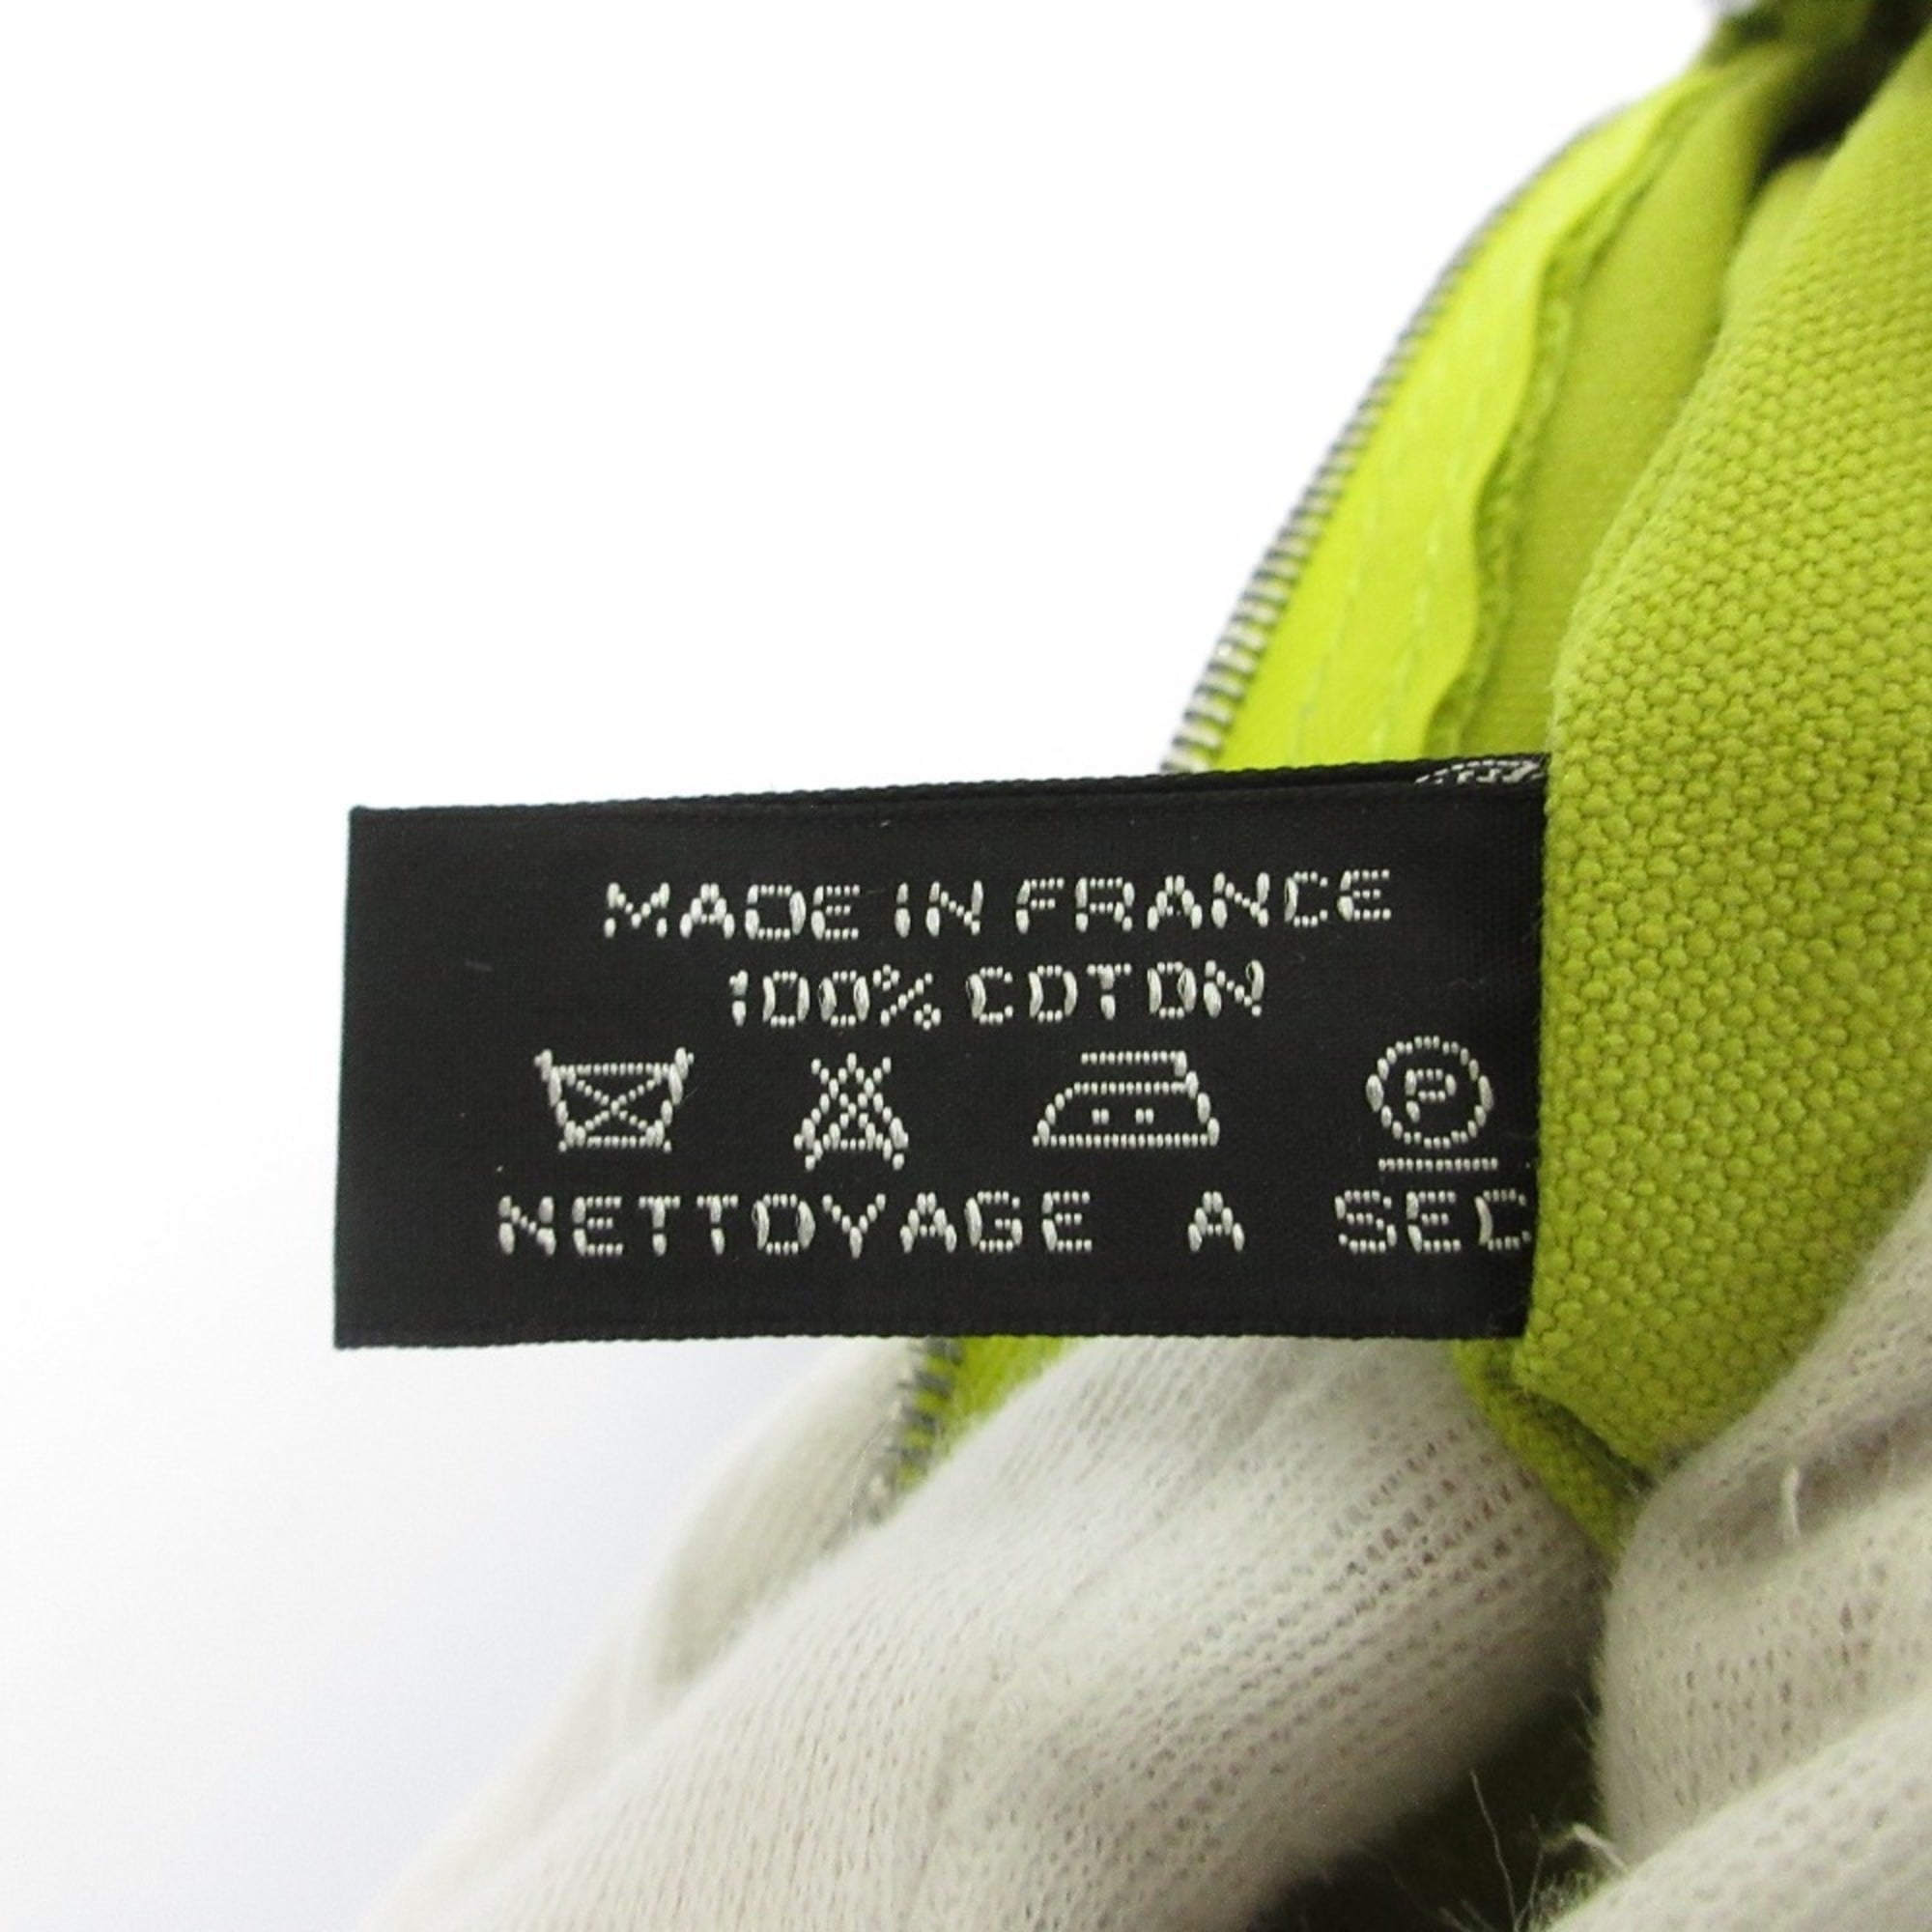 MADE IN FRANCE
100% COTON
P
NETTOYAGE A SEC